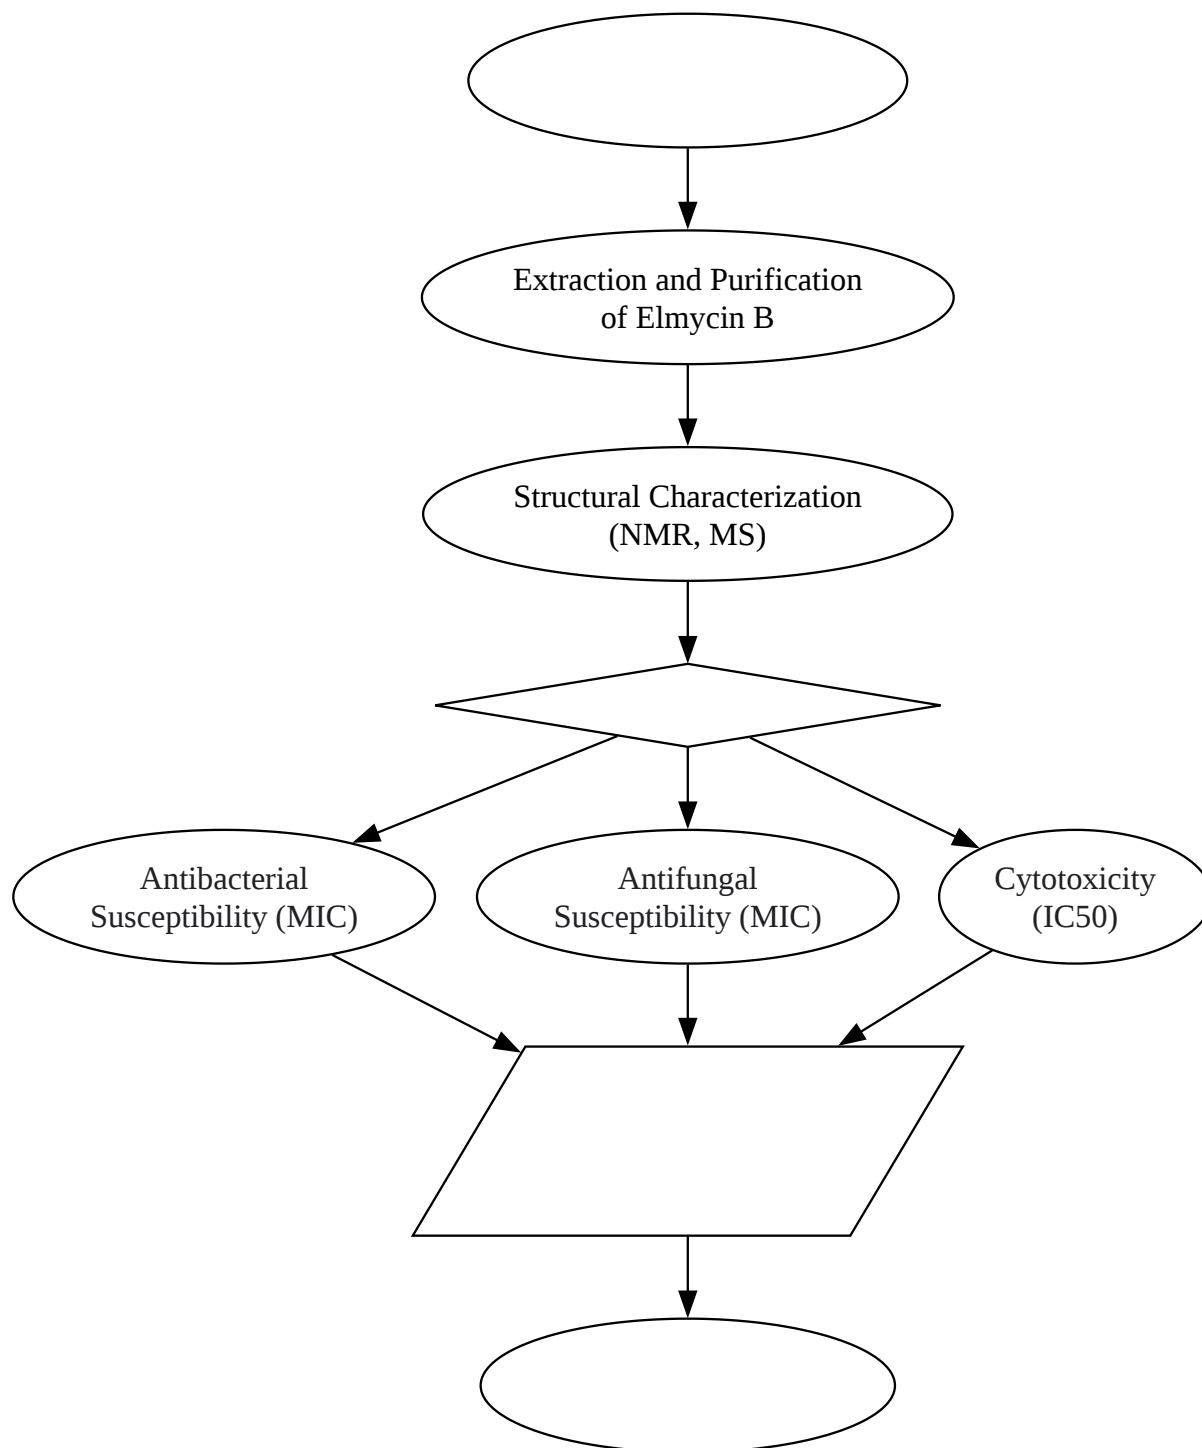 Extraction and Purification
of Elmycin B
Structural Characterization
(NMR, MS)
Antibacterial
Susceptibility (MIC)
Antifungal
Susceptibility (MIC)
Cytotoxicity
(IC50)